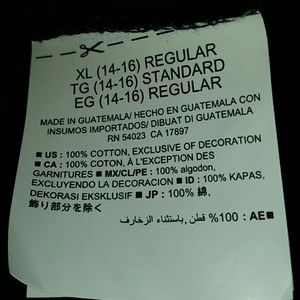 XL (14-16) REGULAR
TG (14-16) STANDARD
EG (14-16) REGULAR
MADE IN GUATEMALA/ HECHO EN GUATEMALA CON
INSUMOS IMPORTADOS/ DIBUAT DI GUATEMALA
RN 54023 CA 17897
■ US : 100% COTTON, EXCLUSIVE OF DECORATION
■ CA : 100% COTON, À L'EXCEPTION DES
GARNITURES ■ MX/CL/PE : 100% algodon,
EXCLUYENDO LA DECORACION ■ ID : 100% KAPAS,
DEKORASI EKSKLUSIF ■ JP : 100% 綿,
飾り部分を除く
■ AE : 100% قطن ,باستثناء الزخارف